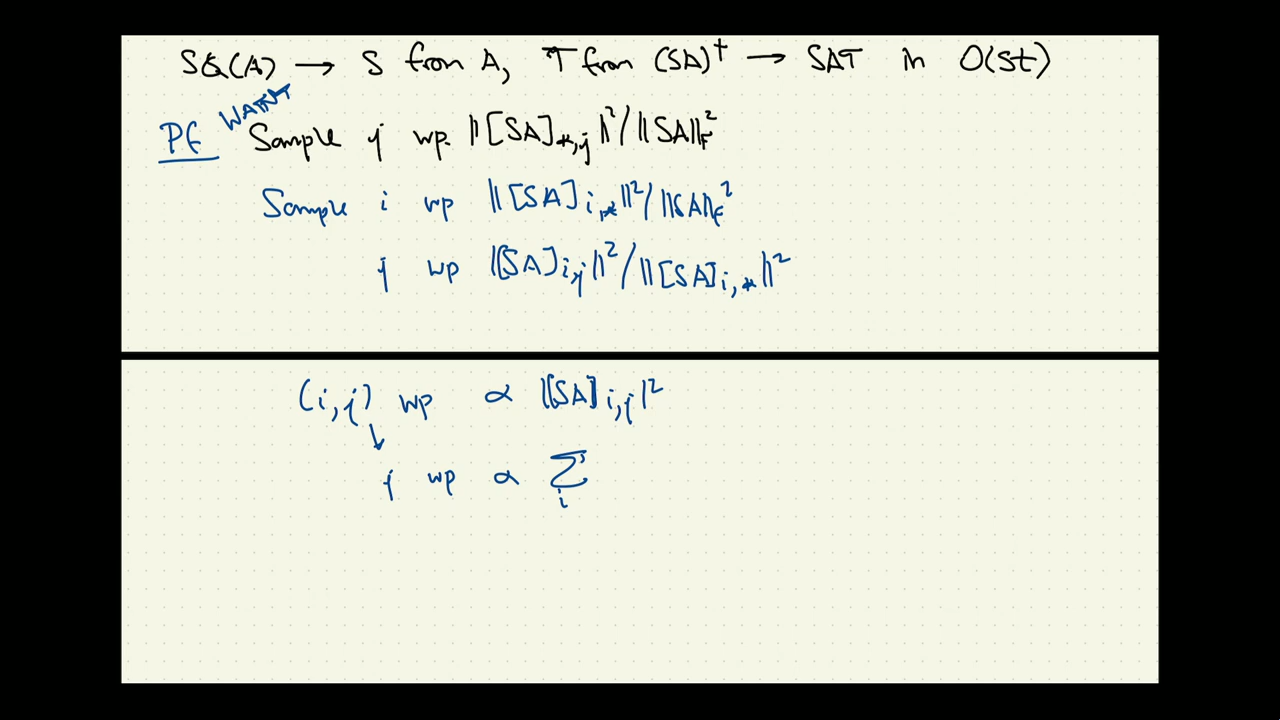 SQ(A) → S from A, T from (SA)† → SAT in O(st)
WANT
PF Sample j wp. ‖[SA]*,j‖²/‖SA‖F²
Sample i wp ‖[SA]i,*‖²/‖SA‖F²
j wp |[SA]i,j|²/‖[SA]i,*‖²
(i,j) wp ∝ |[SA]i,j|²
↓
j wp ∝ Σi